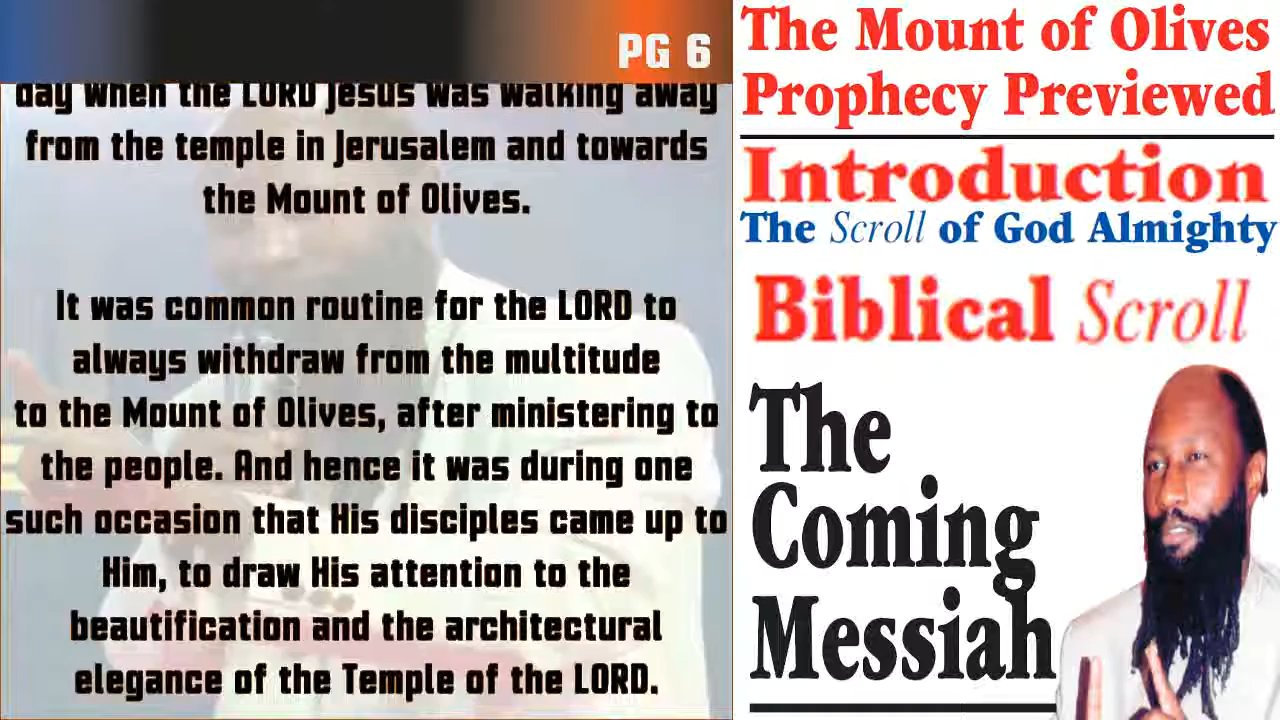 PG 6
day when the LORD Jesus was walking away
from the temple in Jerusalem and towards
the Mount of Olives.
It was common routine for the LORD to
always withdraw from the multitude
to the Mount of Olives, after ministering to
the people. And hence it was during one
such occasion that His disciples came up to
Him, to draw His attention to the
beautification and the architectural
elegance of the Temple of the LORD.
The Mount of Olives
Prophecy Previewed
Introduction
The Scroll of God Almighty
Biblical Scroll
The
Coming
Messiah